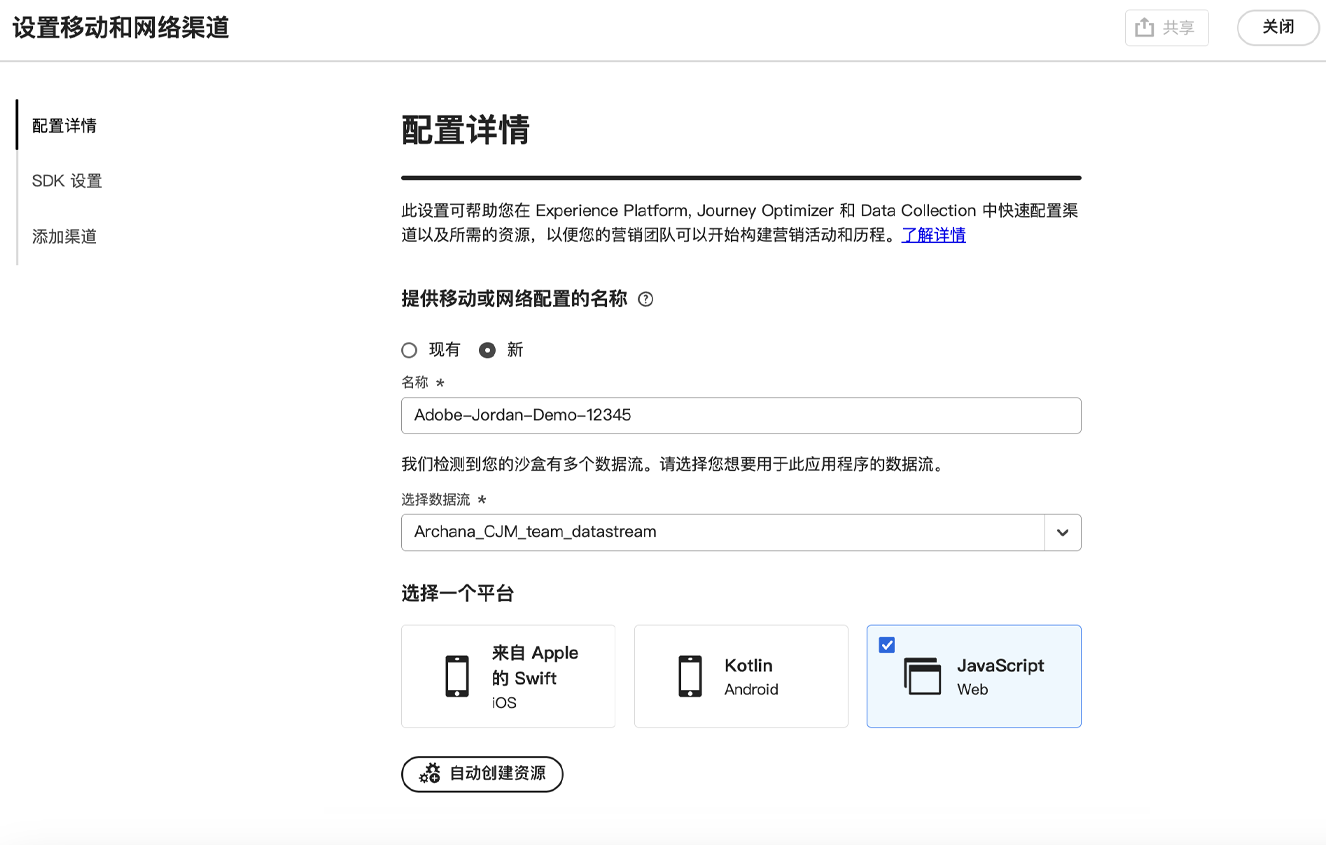 设置移动和网络渠道
共享
关闭
配置详情
SDK 设置
添加渠道
配置详情
此设置可帮助您在 Experience Platform, Journey Optimizer 和 Data Collection 中快速配置渠
道以及所需的资源，以便您的营销团队可以开始构建营销活动和历程。了解详情
提供移动或网络配置的名称 ?
现有 新
名称 *
Adobe-Jordan-Demo-12345
我们检测到您的沙盒有多个数据流。请选择您想要用于此应用程序的数据流。
选择数据流 *
Archana_CJM_team_datastream
选择一个平台
来自 Apple
的 Swift
iOS
Kotlin
Android
JavaScript
Web
自动创建资源